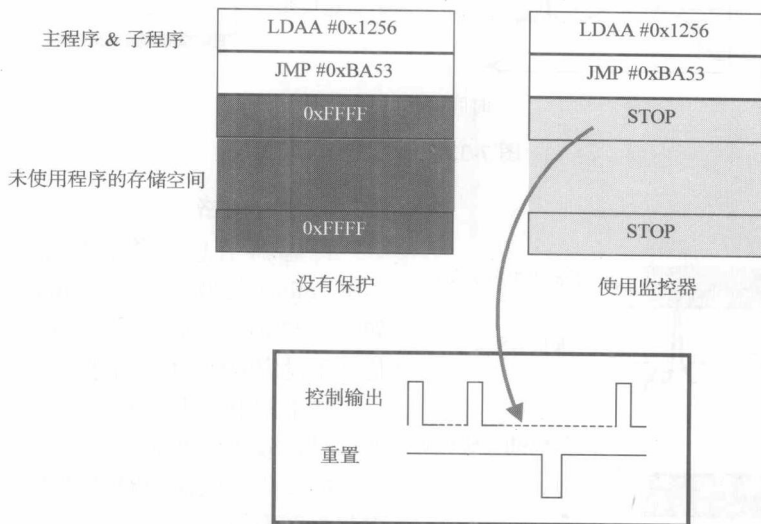 主程序 & 子程序
LDAA #0x1256
JMP #0xBA53
0xFFFF
未使用程序的存储空间
0xFFFF
没有保护
LDAA #0x1256
JMP #0xBA53
STOP
STOP
使用监控器
控制输出
重置